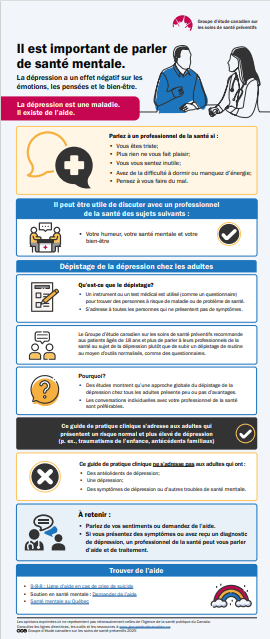 Groupe d'étude canadien sur
les soins de santé préventifs
Il est important de parler
de santé mentale.
La dépression a un effet négatif sur les
émotions, les pensées et le bien-être.
La dépression est une maladie.
Il existe de l'aide.
Parlez à un professionnel de la santé si :
• Vous êtes triste;
• Plus rien ne vous fait plaisir;
• Vous vous sentez inutile;
• Avez de la difficulté à dormir ou manquez d'énergie;
• Pensez à vous faire du mal.
Il peut être utile de discuter avec un professionnel
de la santé des sujets suivants :
• Votre humeur, votre santé mentale et votre
bien-être
Dépistage de la dépression chez les adultes
Qu'est-ce que le dépistage?
• Un instrument ou un test médical est utilisé (comme un questionnaire)
pour trouver des personnes à risque de maladie ou de problème de santé.
• S'adresse à toutes les personnes qui ne présentent pas de symptômes.
Le Groupe d'étude canadien sur les soins de santé préventifs recommande
aux patients âgés de 18 ans et plus de parler à leurs professionnels de la
santé au sujet de la dépression plutôt que de subir un dépistage de routine
au moyen d'outils normalisés, comme des questionnaires.
Pourquoi?
• Des études montrent qu'une approche globale du dépistage de la
dépression chez tous les adultes présente peu ou pas d'avantages.
• Les conversations individuelles avec votre professionnel de la santé
sont préférables.
Ce guide de pratique clinique s'adresse aux adultes qui
présentent un risque normal et plus élevé de dépression
(p. ex., traumatisme de l'enfance, antécédents familiaux)
Ce guide de pratique clinique ne s'adresse pas aux adultes qui ont :
• Des antécédents de dépression;
• Une dépression;
• Des symptômes de dépression ou d'autres troubles de santé mentale.
À retenir :
• Parlez de vos sentiments ou demandez de l'aide.
• Si vous présentez des symptômes ou avez reçu un diagnostic
de dépression, un professionnel de la santé peut vous parler
d'aide et de traitement.
Trouver de l'aide
• 9-8-8 : Ligne d'aide en cas de crise de suicide
• Soutien en santé mentale : Demandez de l'aide
• Santé mentale au Québec
Les opinions exprimées ici ne représentent pas nécessairement celles de l'Agence de la santé publique du Canada.
Groupe d'étude canadien sur les soins de santé préventifs 2025